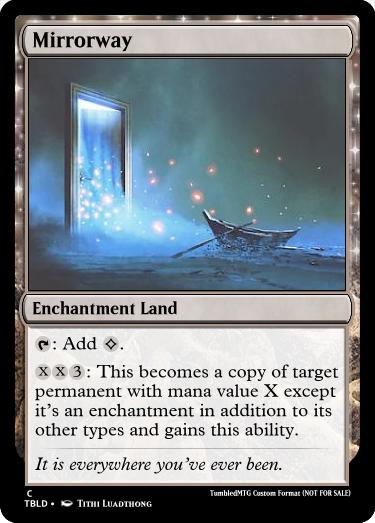 Mirrorway
Enchantment Land
: Add .
X X 3: This becomes a copy of target
permanent with mana value X except
it's an enchantment in addition to its
other types and gains this ability.
It is everywhere you've ever been.
C
TBLD • Tithi Luadthong
TumbledMTG Custom Format (NOT FOR SALE)